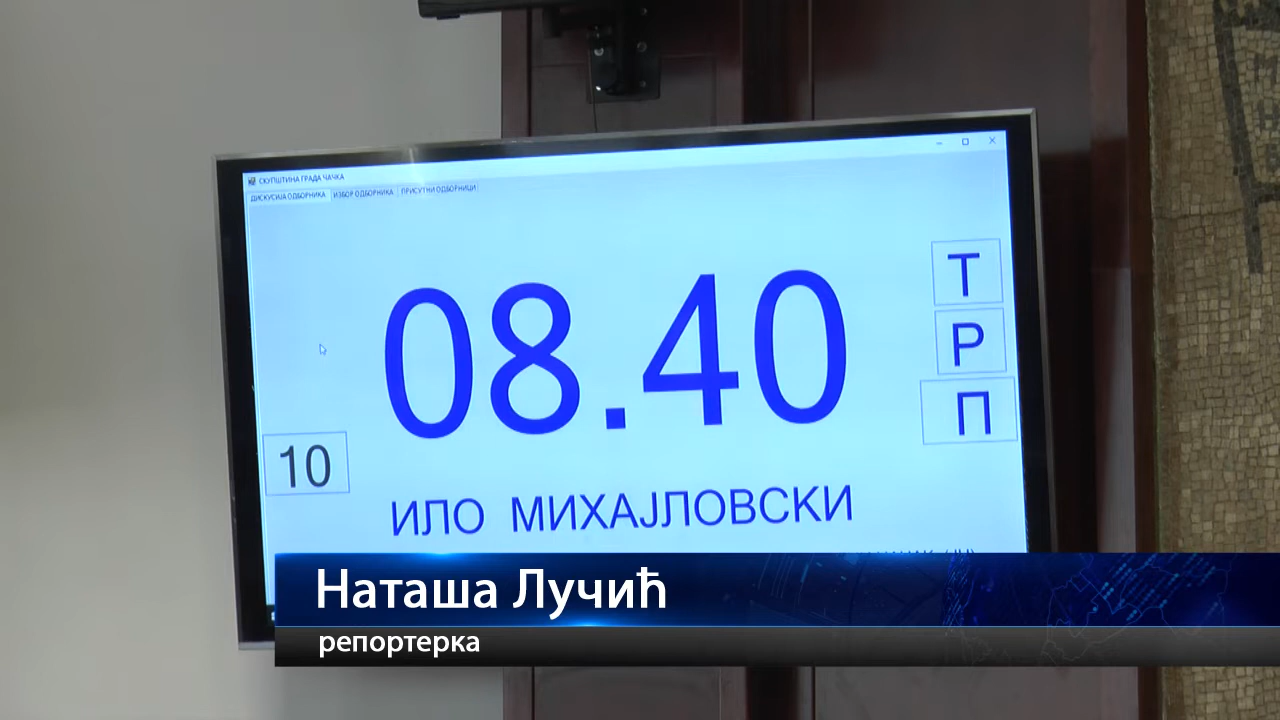 СКУПШТИНА ГРАДА ЧАЧКА
ДИСКУСИЈА ОДБОРНИКА ИЗБОР ОДБОРНИКА ПРИСУТНИ ОДБОРНИЦИ
08.40
Т
Р
П
10
ИЛО МИХАЈЛОВСКИ
Наташа Лучић
репортерка